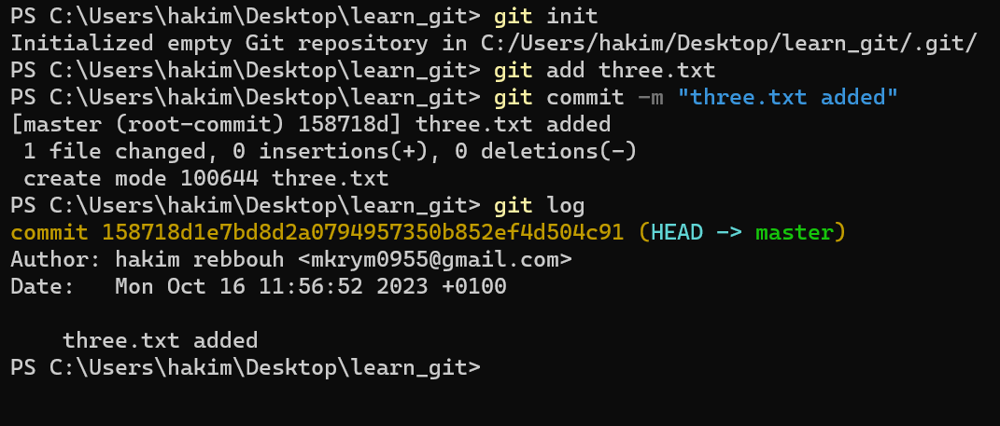 PS C:\Users\hakim\Desktop\learn_git> git init
Initialized empty Git repository in C:/Users/hakim/Desktop/learn_git/.git/
PS C:\Users\hakim\Desktop\learn_git> git add three.txt
PS C:\Users\hakim\Desktop\learn_git> git commit -m "three.txt added"
[master (root-commit) 158718d] three.txt added
 1 file changed, 0 insertions(+), 0 deletions(-)
 create mode 100644 three.txt
PS C:\Users\hakim\Desktop\learn_git> git log
commit 158718d1e7bd8d2a0794957350b852ef4d504c91 (HEAD -> master)
Author: hakim rebbouh <mkrym0955@gmail.com>
Date:   Mon Oct 16 11:56:52 2023 +0100

    three.txt added
PS C:\Users\hakim\Desktop\learn_git>